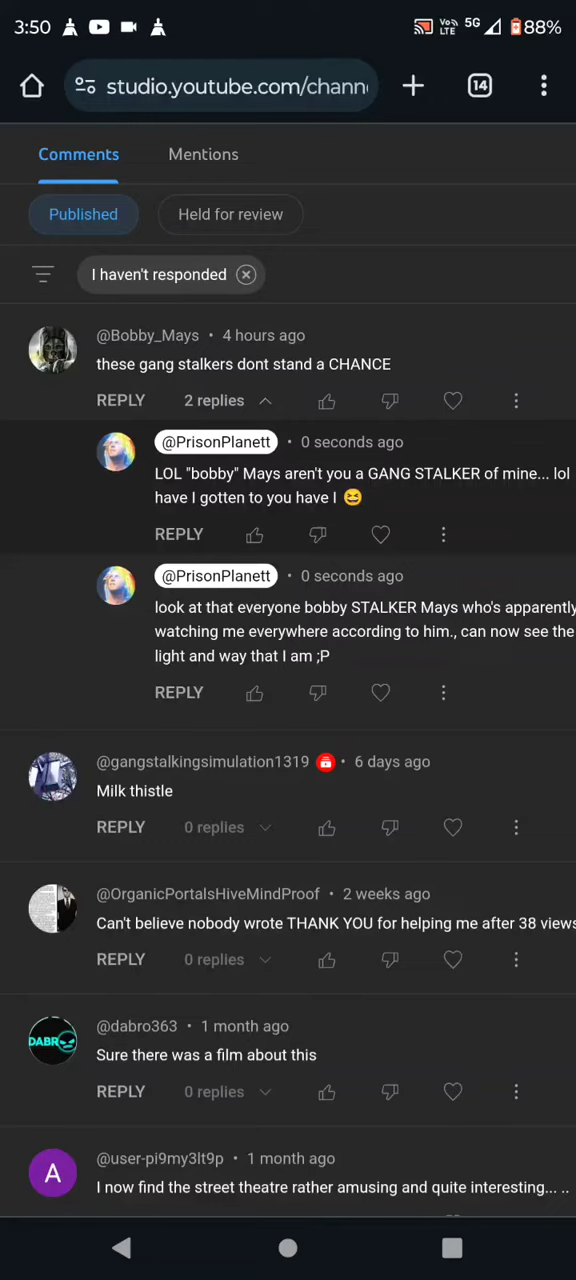 3:50
Vo)) LTE 5G 88%
studio.youtube.com/chann
14
Comments Mentions
Published Held for review
I haven't responded
@Bobby_Mays • 4 hours ago
these gang stalkers dont stand a CHANCE
REPLY 2 replies
@PrisonPlanett • 0 seconds ago
LOL "bobby" Mays aren't you a GANG STALKER of mine... lol
have I gotten to you have I 😆
REPLY
@PrisonPlanett • 0 seconds ago
look at that everyone bobby STALKER Mays who's apparently
watching me everywhere according to him., can now see the
light and way that I am ;P
REPLY
@gangstalkingsimulation1319 • 6 days ago
Milk thistle
REPLY 0 replies
@OrganicPortalsHiveMindProof • 2 weeks ago
Can't believe nobody wrote THANK YOU for helping me after 38 views
REPLY 0 replies
DABR
@dabro363 • 1 month ago
Sure there was a film about this
REPLY 0 replies
A
@user-pi9my3lt9p • 1 month ago
I now find the street theatre rather amusing and quite interesting... ..